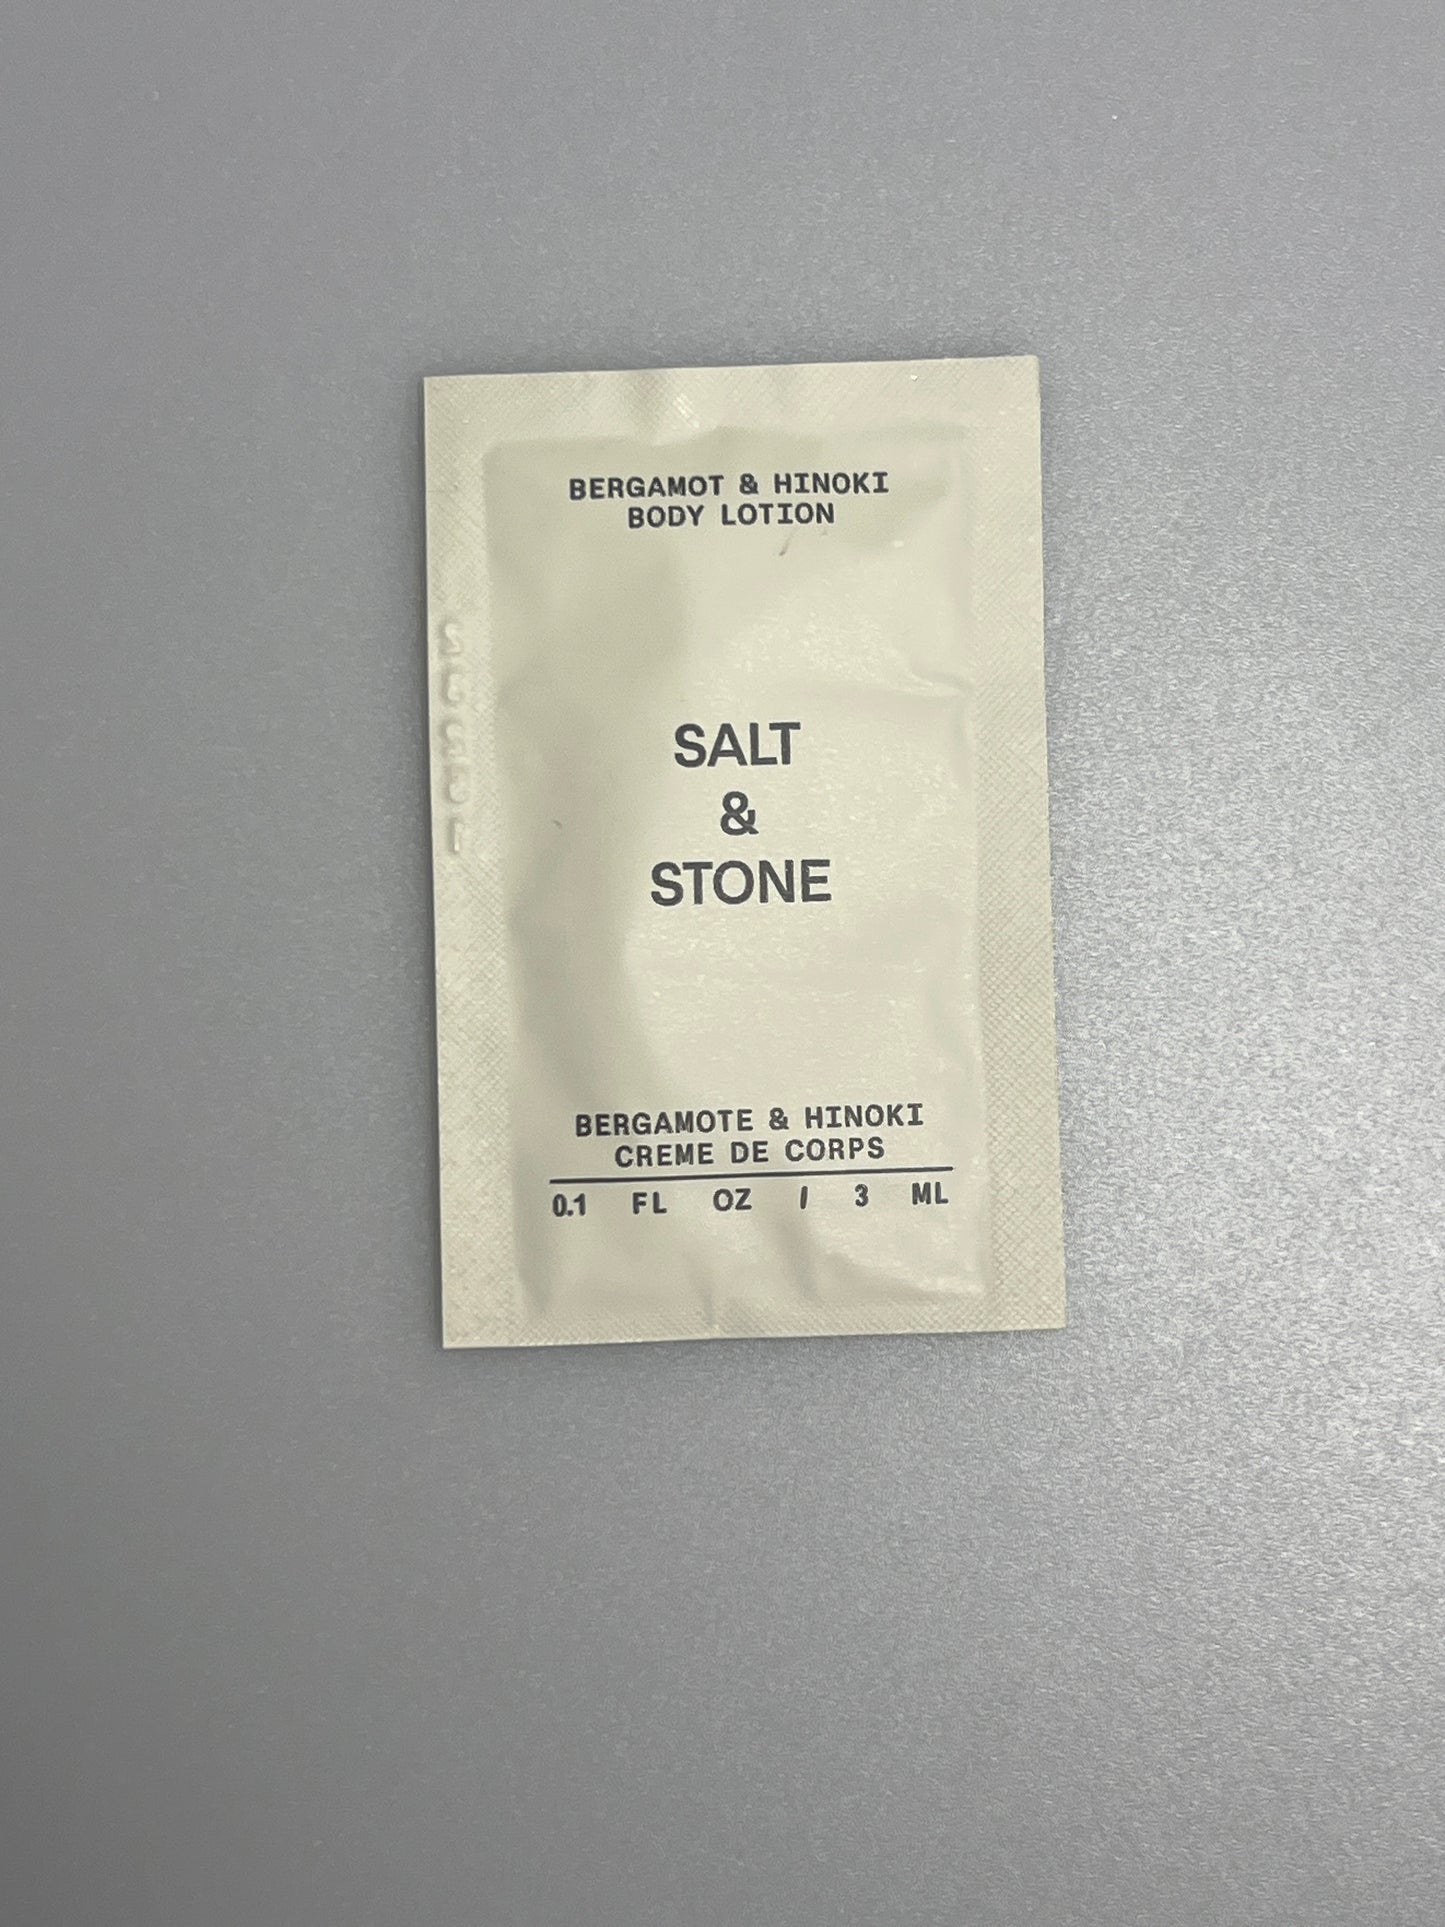 BERGAMOT & HINOKI
BODY LOTION
SALT
&
STONE
BERGAMOTE & HINOKI
CREME DE CORPS
0.1 FL OZ / 3 ML